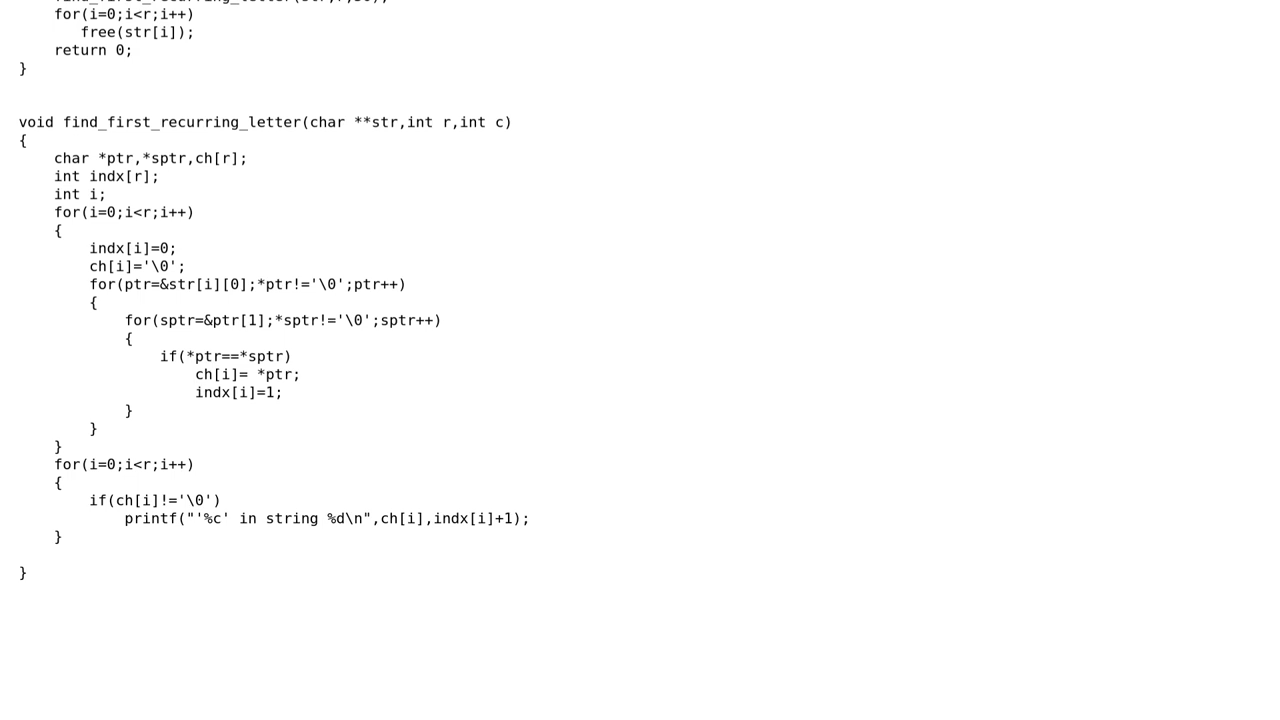 for(i=0;i<r;i++)
       free(str[i]);
    return 0;
}
void find_first_recurring_letter(char **str,int r,int c)
{
    char *ptr,*sptr,ch[r];
    int indx[r];
    int i;
    for(i=0;i<r;i++)
    {
        indx[i]=0;
        ch[i]='\0';
        for(ptr=&str[i][0];*ptr!='\0';ptr++)
        {
            for(sptr=&ptr[1];*sptr!='\0';sptr++)
            {
                if(*ptr==*sptr)
                    ch[i]= *ptr;
                    indx[i]=1;
            }
        }
    }
    for(i=0;i<r;i++)
    {
        if(ch[i]!='\0')
            printf("'%c' in string %d\n",ch[i],indx[i]+1);
    }
}